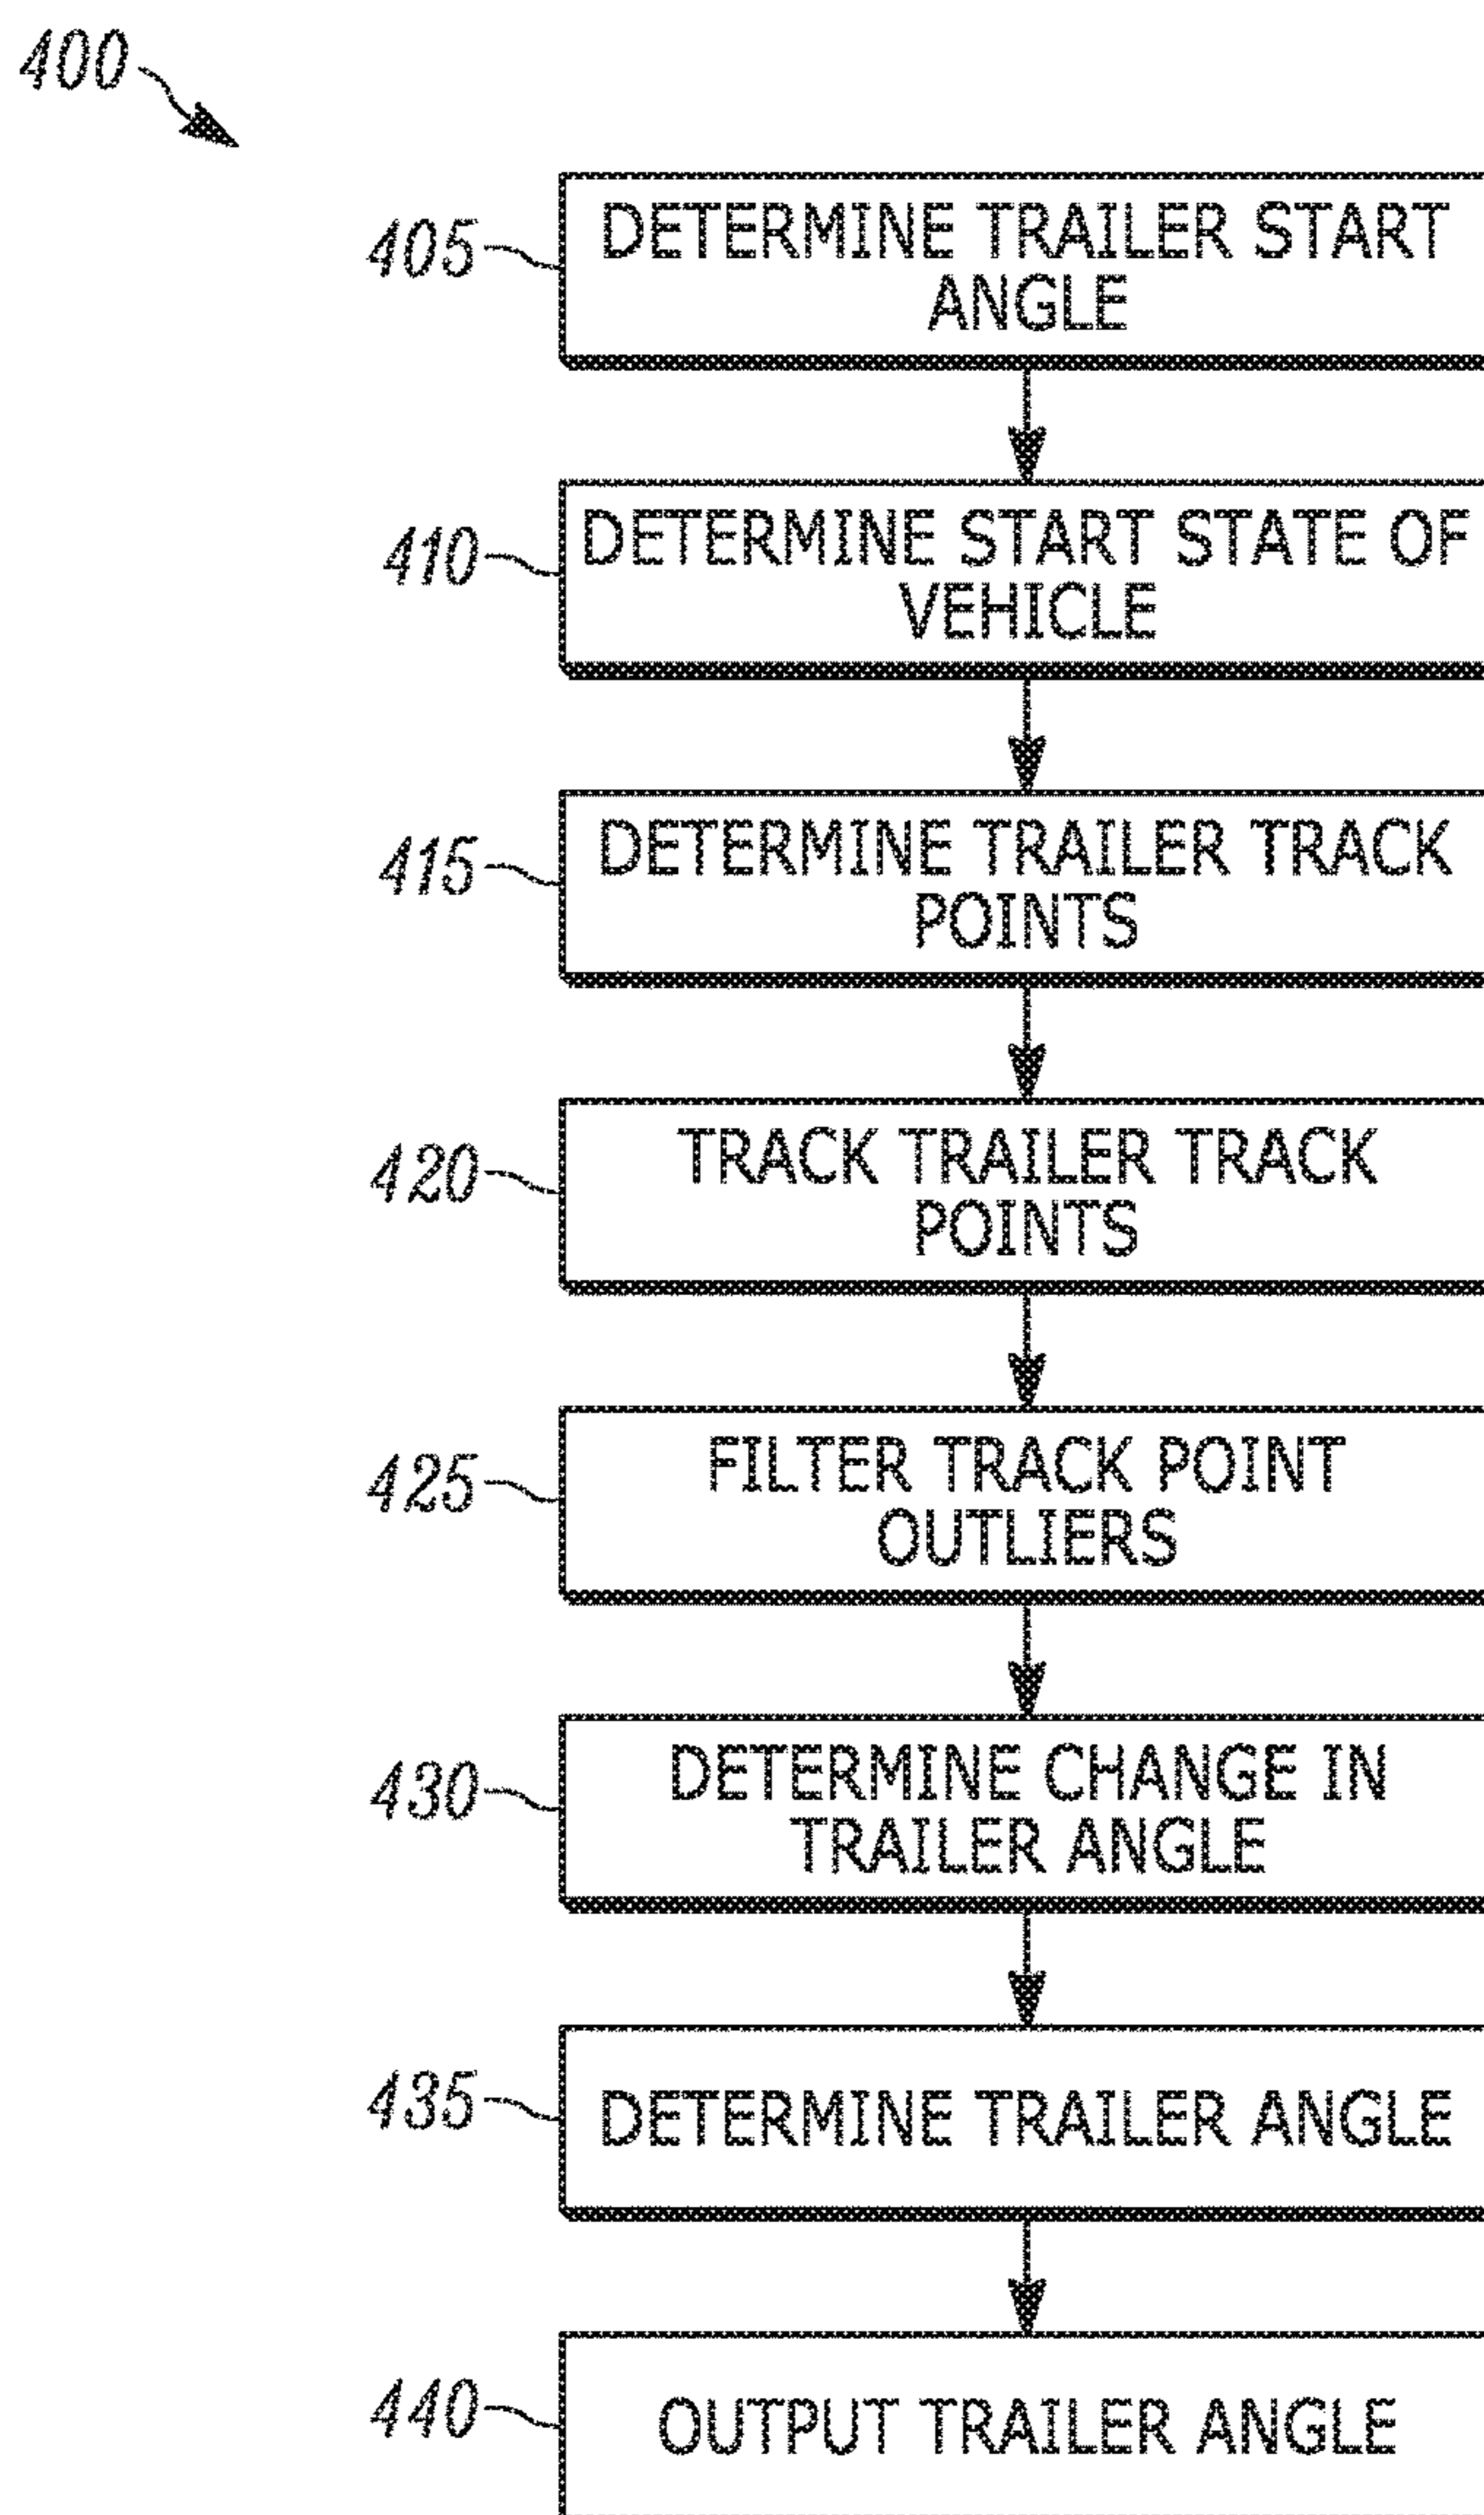 400
405
DETERMINE TRAILER START
ANGLE
410
DETERMINE START STATE OF
VEHICLE
415
DETERMINE TRAILER TRACK
POINTS
420
TRACK TRAILER TRACK
POINTS
425
FILTER TRACK POINT
OUTLIERS
430
DETERMINE CHANGE IN
TRAILER ANGLE
435
DETERMINE TRAILER ANGLE
440
OUTPUT TRAILER ANGLE